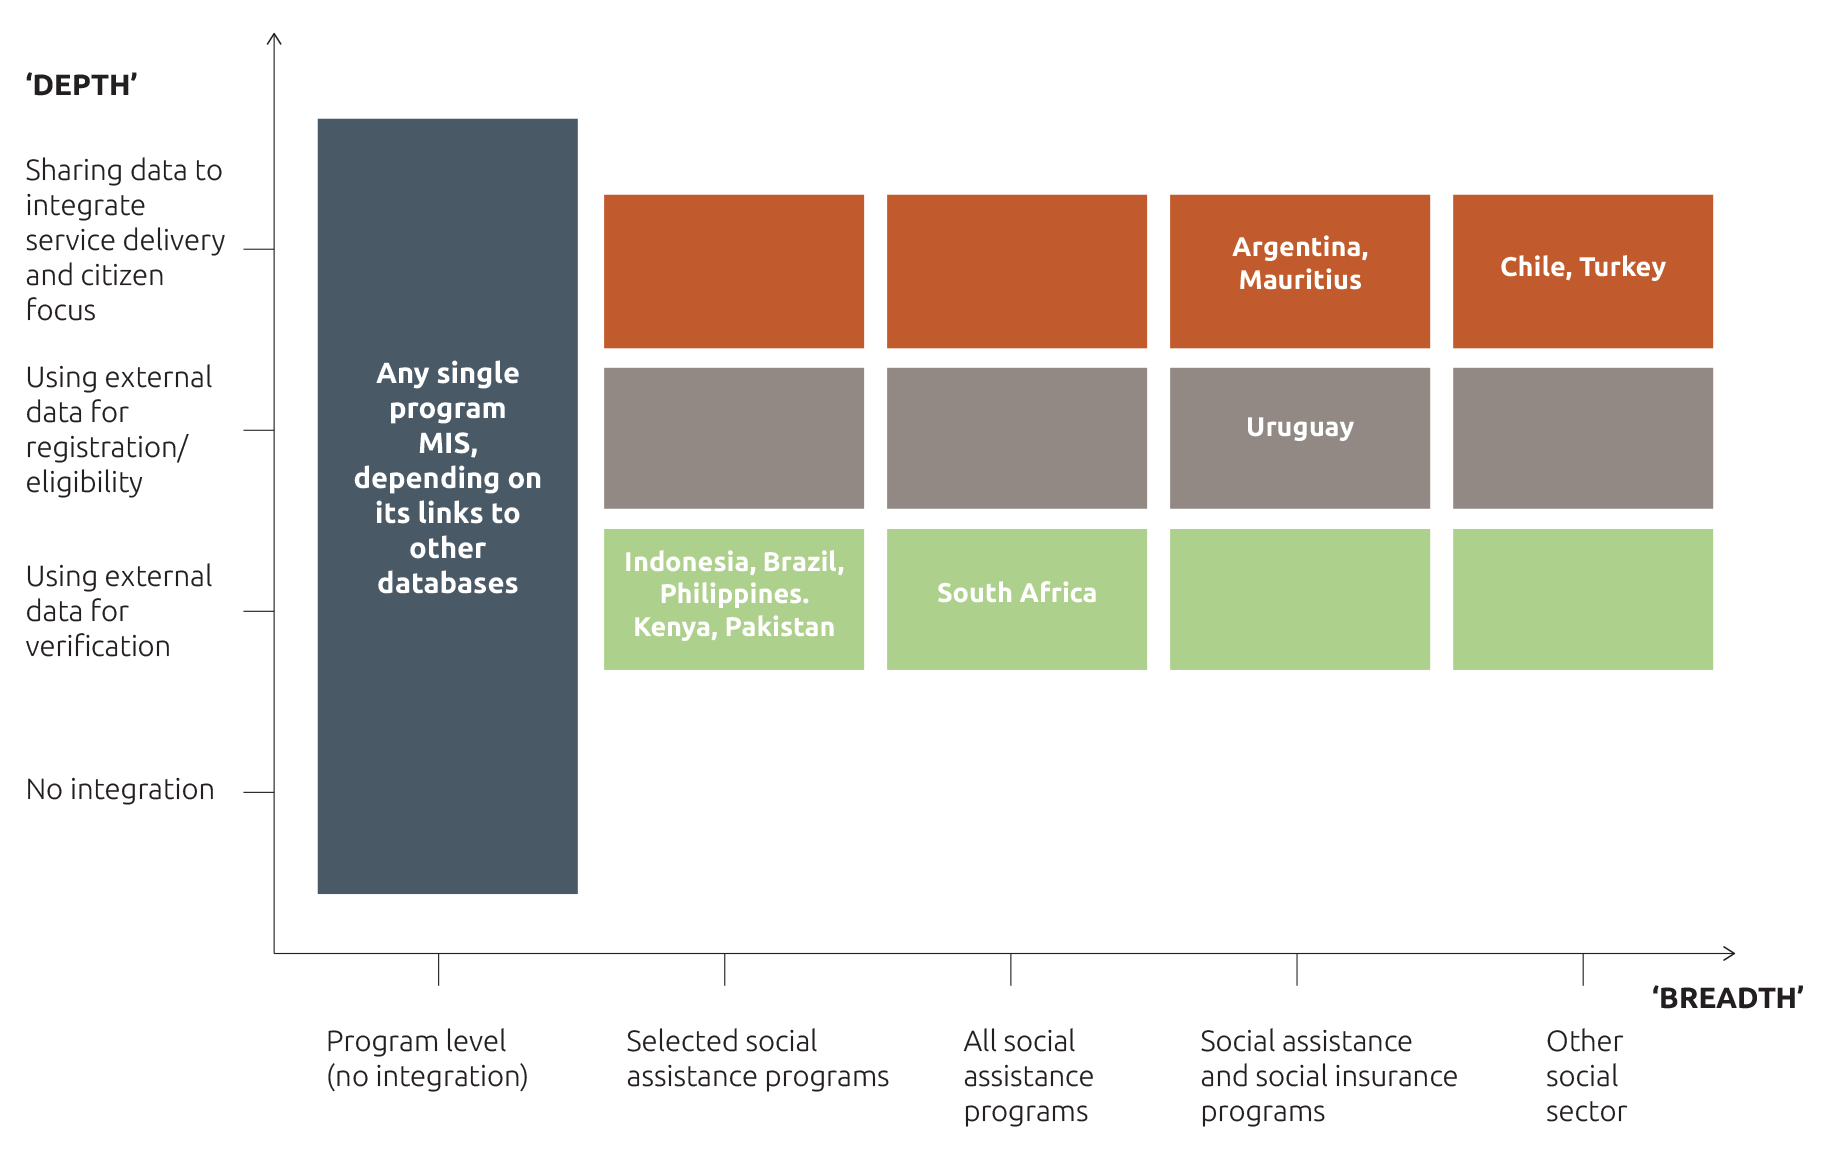 ‘DEPTH’
Sharing data to
integrate
service delivery
and citizen
focus
Using external
data for
registration/
eligibility
Using external
data for
verification
No integration
Any single
program
MIS,
depending on
its links to
other
databases
Argentina,
Mauritius
Chile, Turkey
Uruguay
Indonesia, Brazil,
Philippines.
Kenya, Pakistan
South Africa
‘BREADTH’
Program level
(no integration)
Selected social
assistance programs
All social
assistance
programs
Social assistance
and social insurance
programs
Other
social
sector